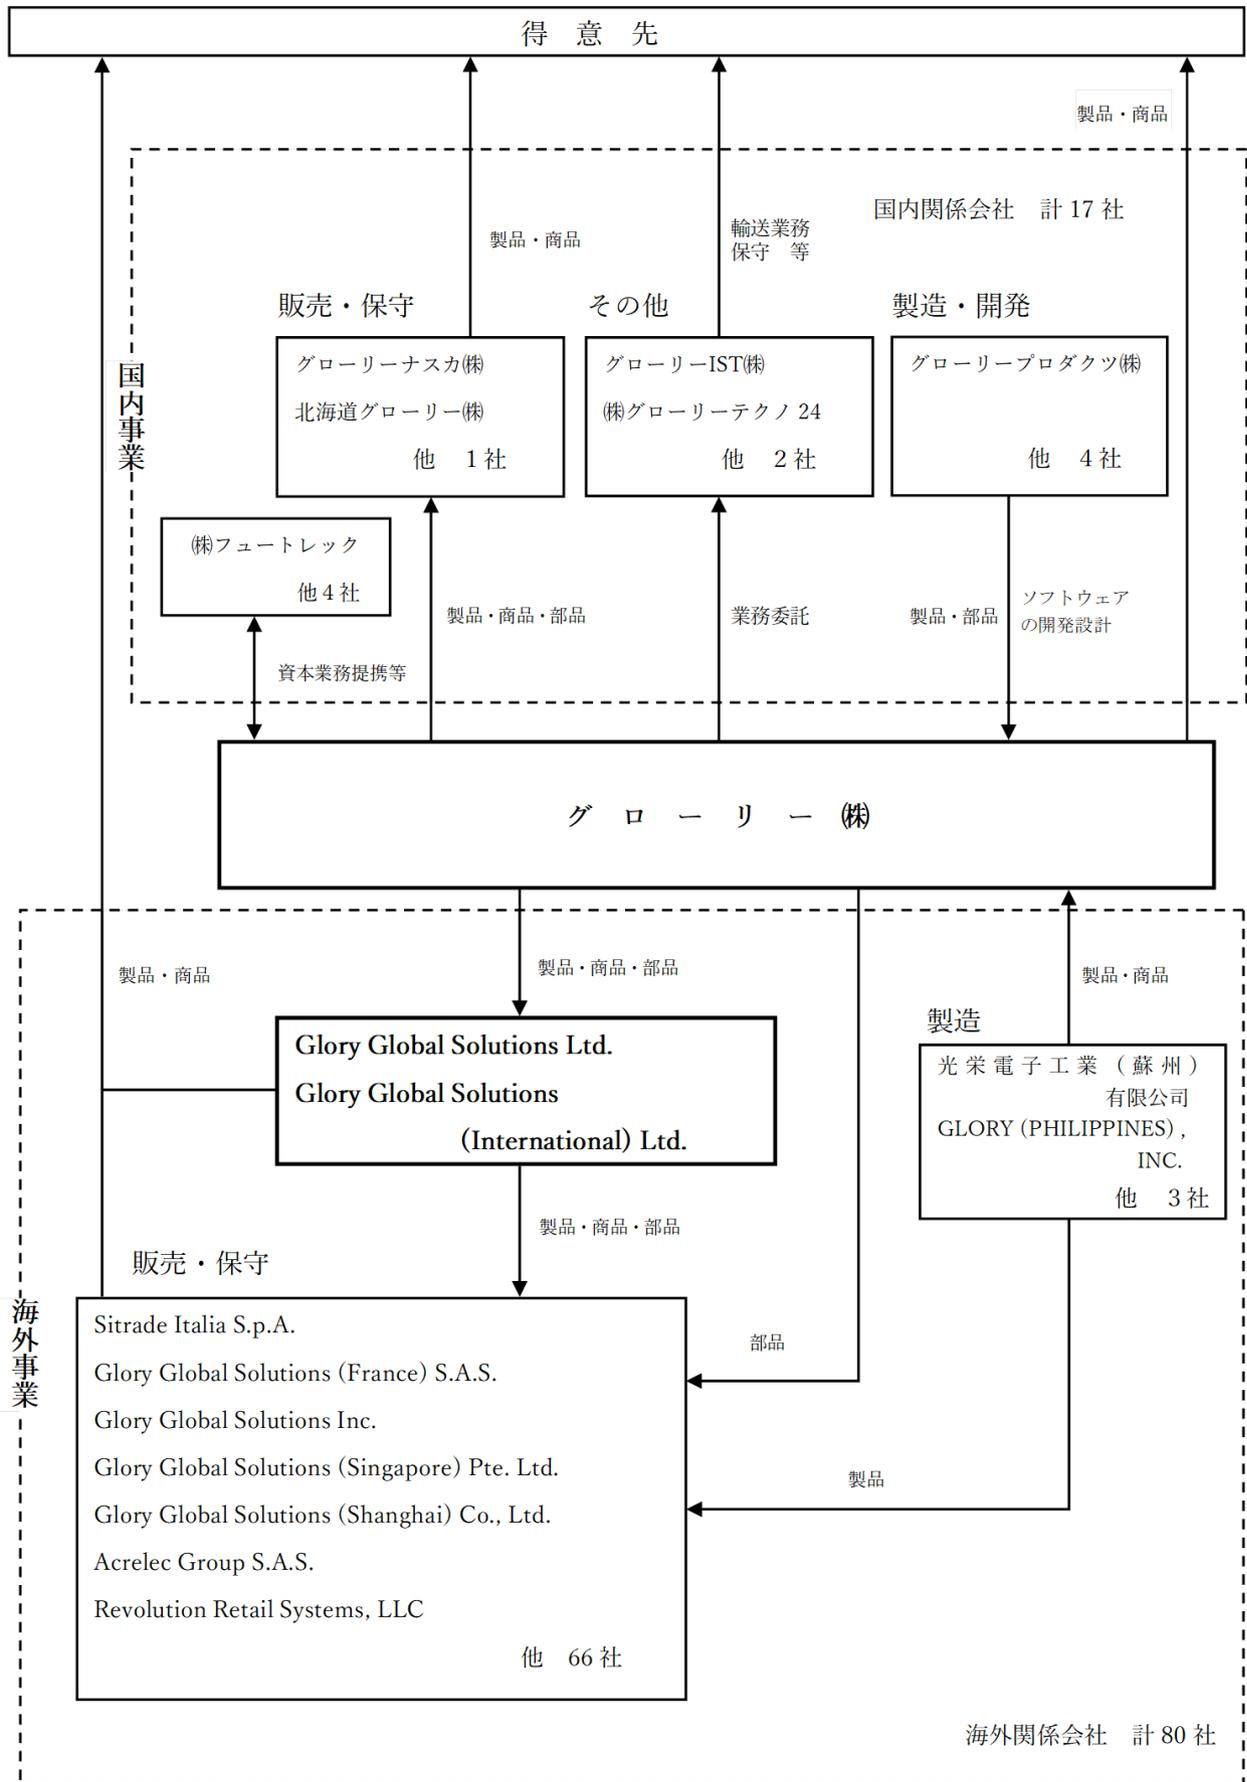 得 意 先
製品・商品
国内関係会社 計 17 社
製品・商品
輸送業務
保守 等
販売・保守
その他
製造・開発
グローリーナスカ㈱
北海道グローリー㈱
他 1 社
グローリーIST㈱
㈱グローリーテクノ 24
他 2 社
グローリープロダクツ㈱
他 4 社
国内事業
㈱フュートレック
他 4 社
資本業務提携等
製品・商品・部品
業務委託
製品・部品
ソフトウェア
の開発設計
グ ロ ー リ ー ㈱
製品・商品
製品・商品・部品
製品・商品
製造
Glory Global Solutions Ltd.
Glory Global Solutions
(International) Ltd.
光栄電子工業（蘇州）
有限公司
GLORY (PHILIPPINES) ,
INC.
他 3 社
製品・商品・部品
販売・保守
海外事業
Sitrade Italia S.p.A.
Glory Global Solutions (France) S.A.S.
Glory Global Solutions Inc.
Glory Global Solutions (Singapore) Pte. Ltd.
Glory Global Solutions (Shanghai) Co., Ltd.
Acrelec Group S.A.S.
Revolution Retail Systems, LLC
他 66 社
部品
製品
海外関係会社 計 80 社